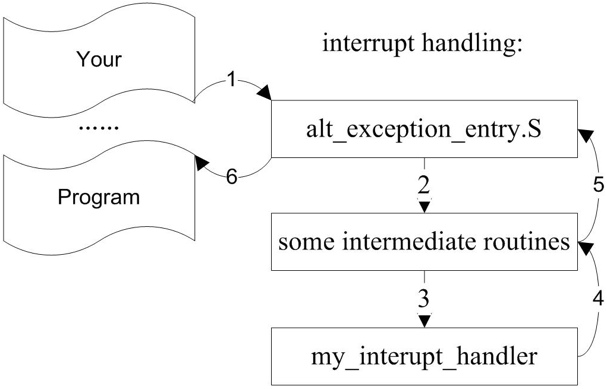 Your
interrupt handling:
1
alt_exception_entry.S
......
6
Program
2
5
some intermediate routines
3
4
my_interupt_handler